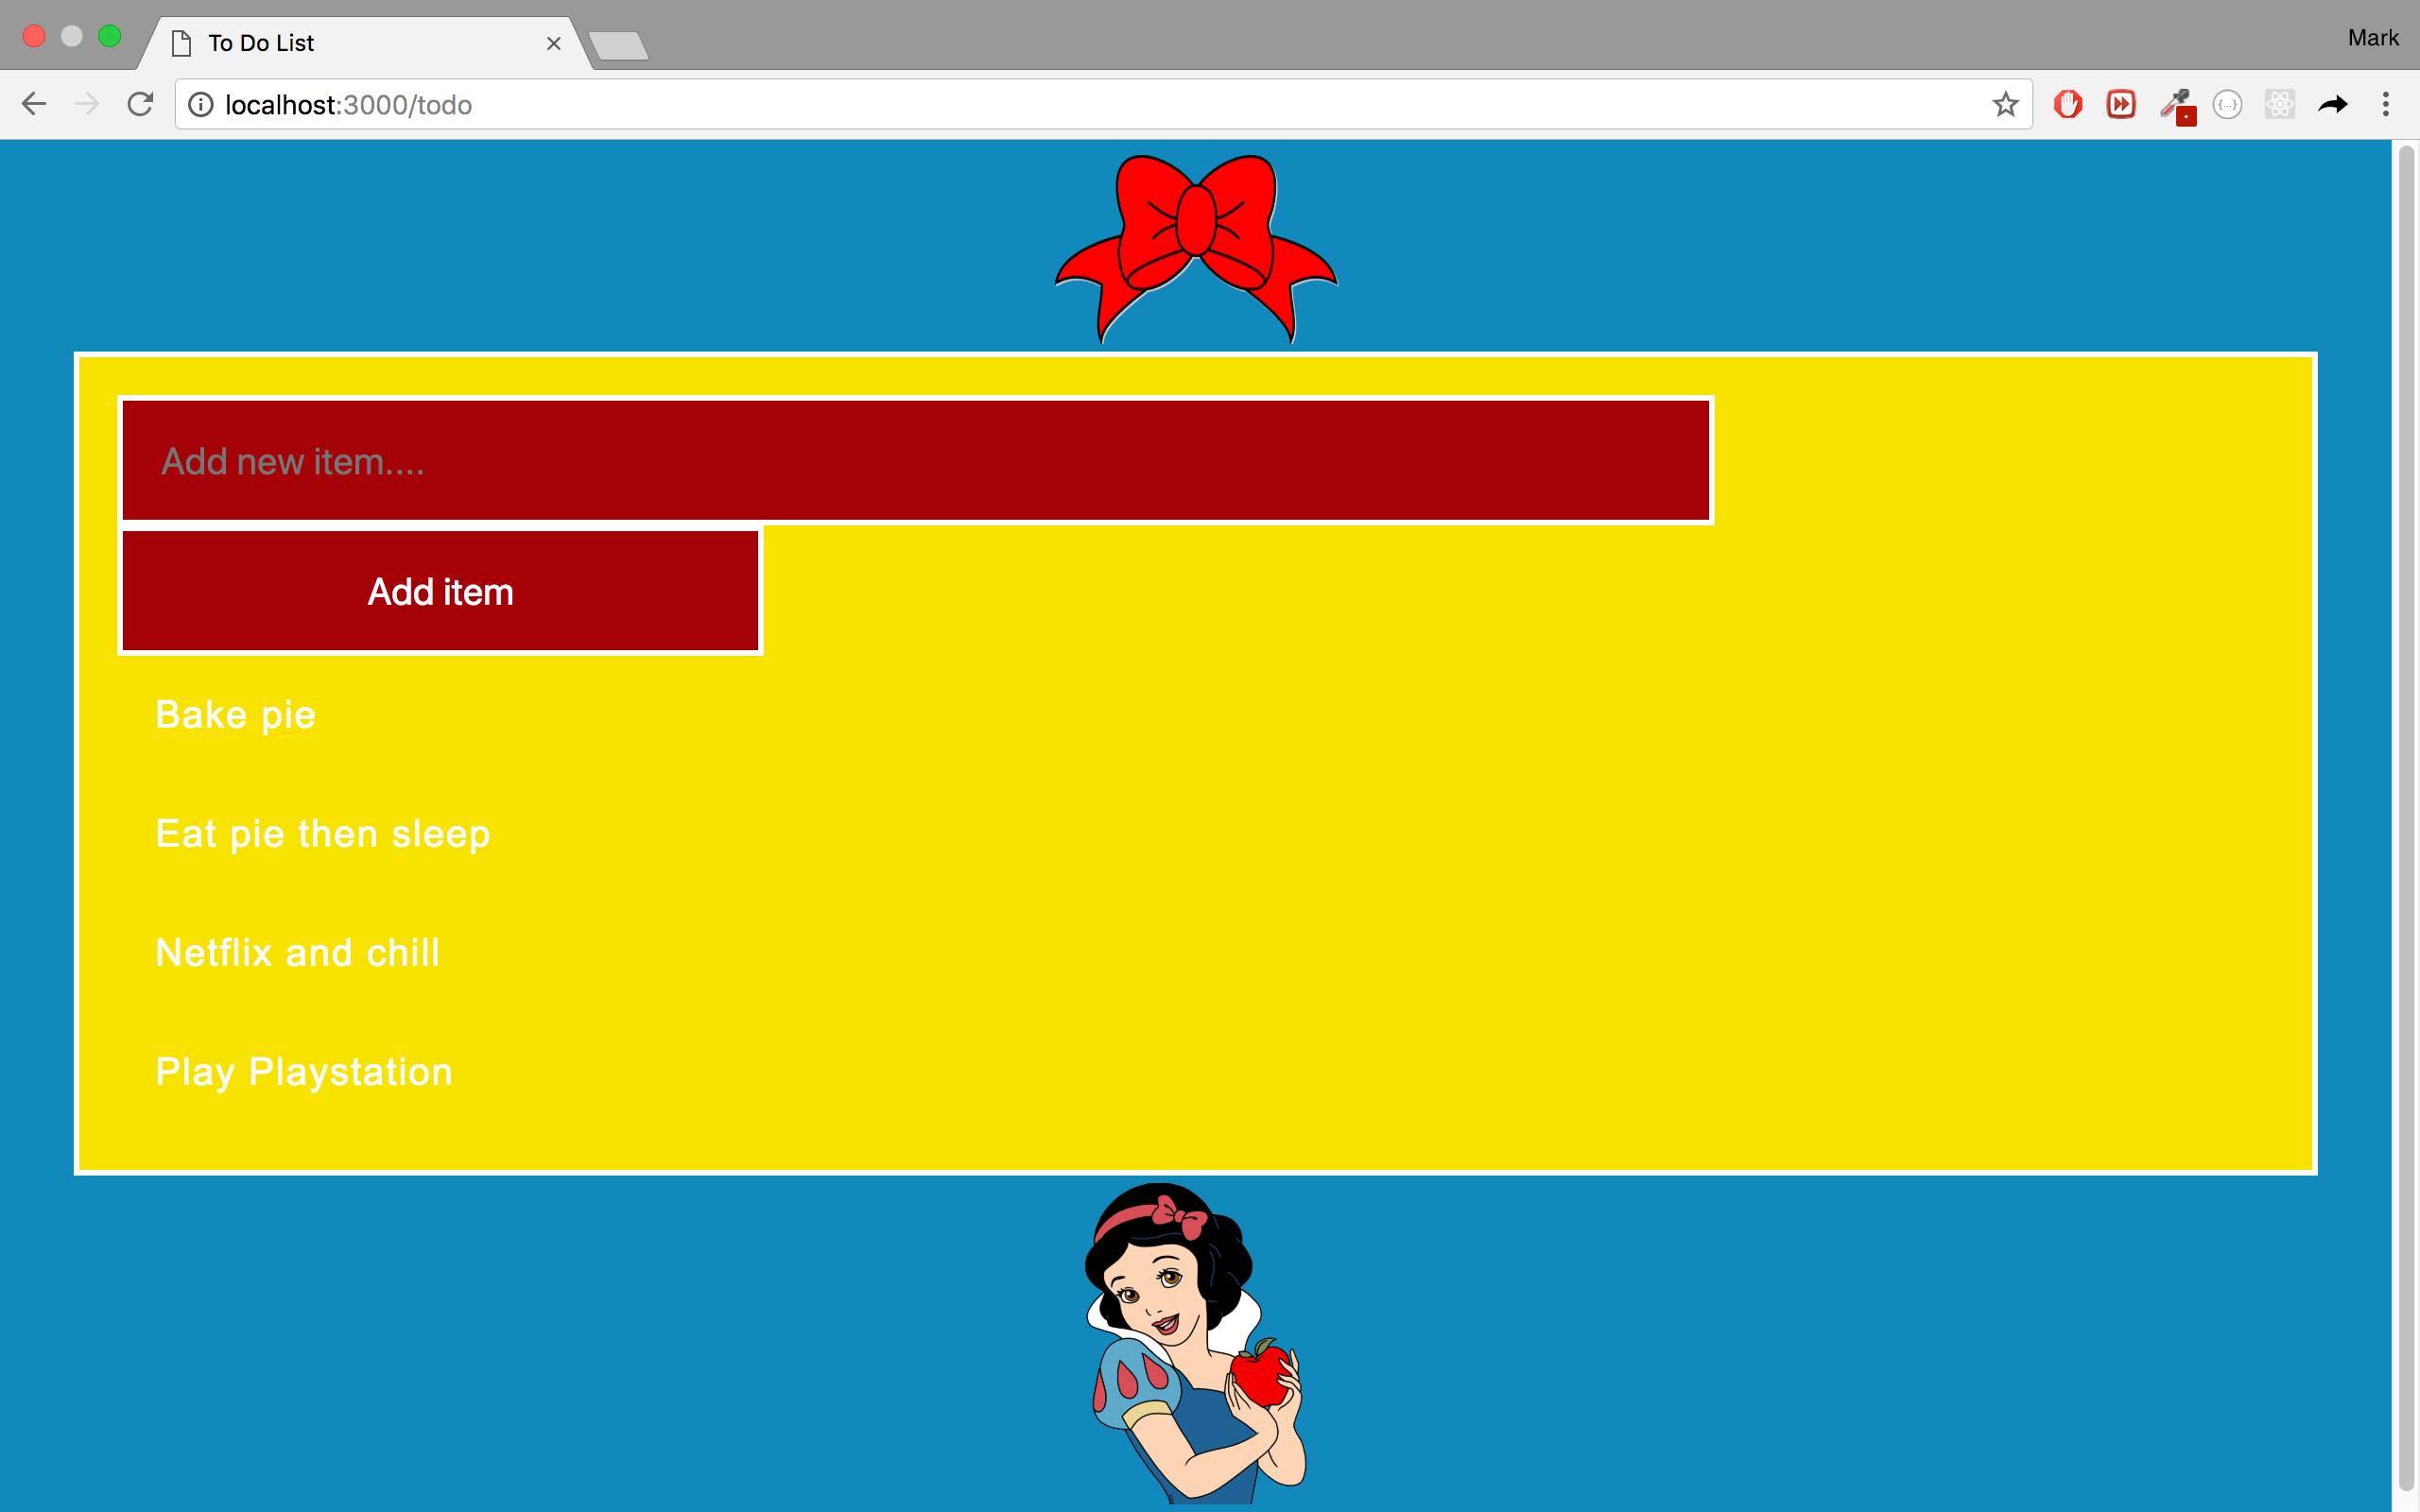 To Do List
Mark
localhost:3000/todo
Add new item....
Add item
Bake pie
Eat pie then sleep
Netflix and chill
Play Playstation